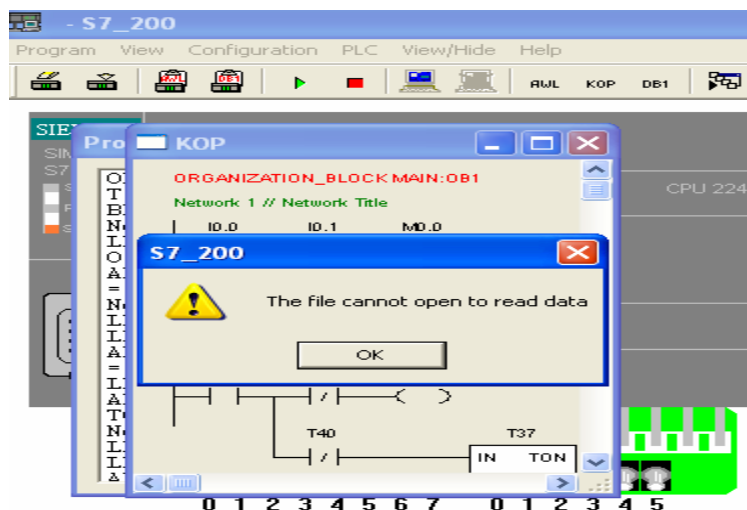 - S7_200
Program View Configuration PLC View/Hide Help
AWL DB1 AWL KOP DB1
SIE
SIM
S7
CPU 224
Pro
KOP
ORGANIZATION_BLOCK MAIN:OB1
Network 1 // Network Title
I0.0 I0.1 M0.0
S7_200
The file cannot open to read data
OK
T40 T37
IN TON
0 1 2 3 4 5 6 7 0 1 2 3 4 5